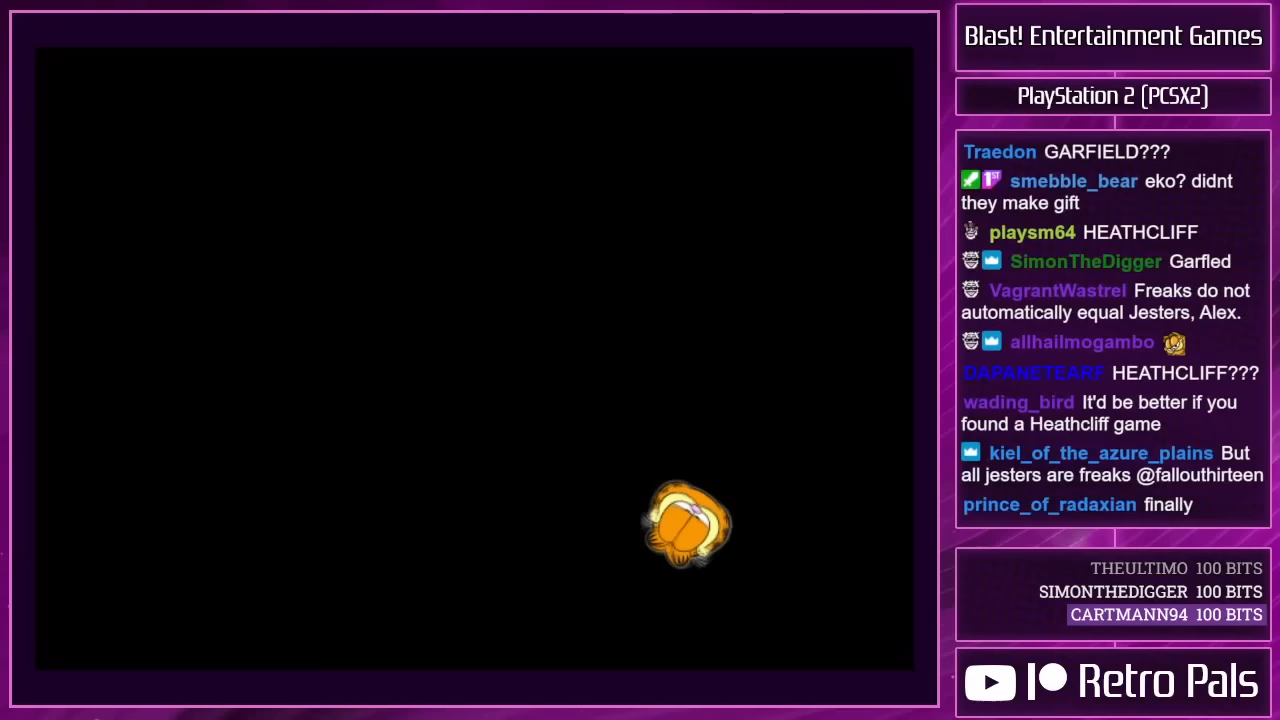 Blast! Entertainment Games
PlayStation 2 (PCSX2)
Traedon GARFIELD???
1ST smebble_bear eko? didnt
they make gift
playsm64 HEATHCLIFF
SimonTheDigger Garfled
VagrantWastrel Freaks do not
automatically equal Jesters, Alex.
allhailmogambo
DAPANETEARF HEATHCLIFF???
wading_bird It'd be better if you
found a Heathcliff game
kiel_of_the_azure_plains But
all jesters are freaks @fallouthirteen
prince_of_radaxian finally
THEULTIMO 100 BITS
SIMONTHEDIGGER 100 BITS
CARTMANN94 100 BITS
Retro Pals